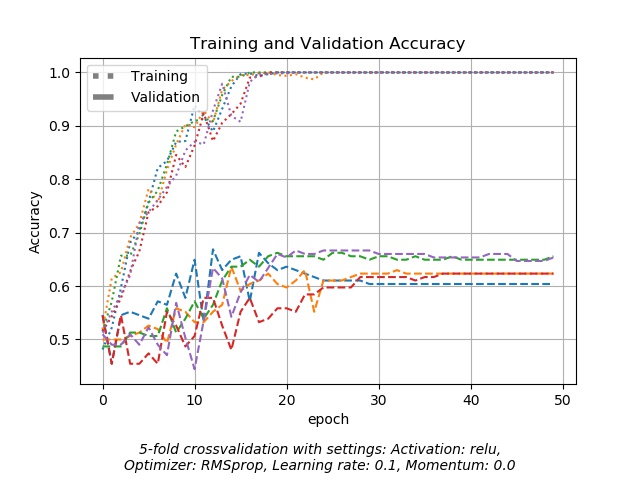 Training and Validation Accuracy
Training
Validation
1.0
0.9
0.8
0.7
0.6
0.5
Accuracy
0 10 20 30 40 50
epoch
5-fold crossvalidation with settings: Activation: relu,
Optimizer: RMSprop, Learning rate: 0.1, Momentum: 0.0